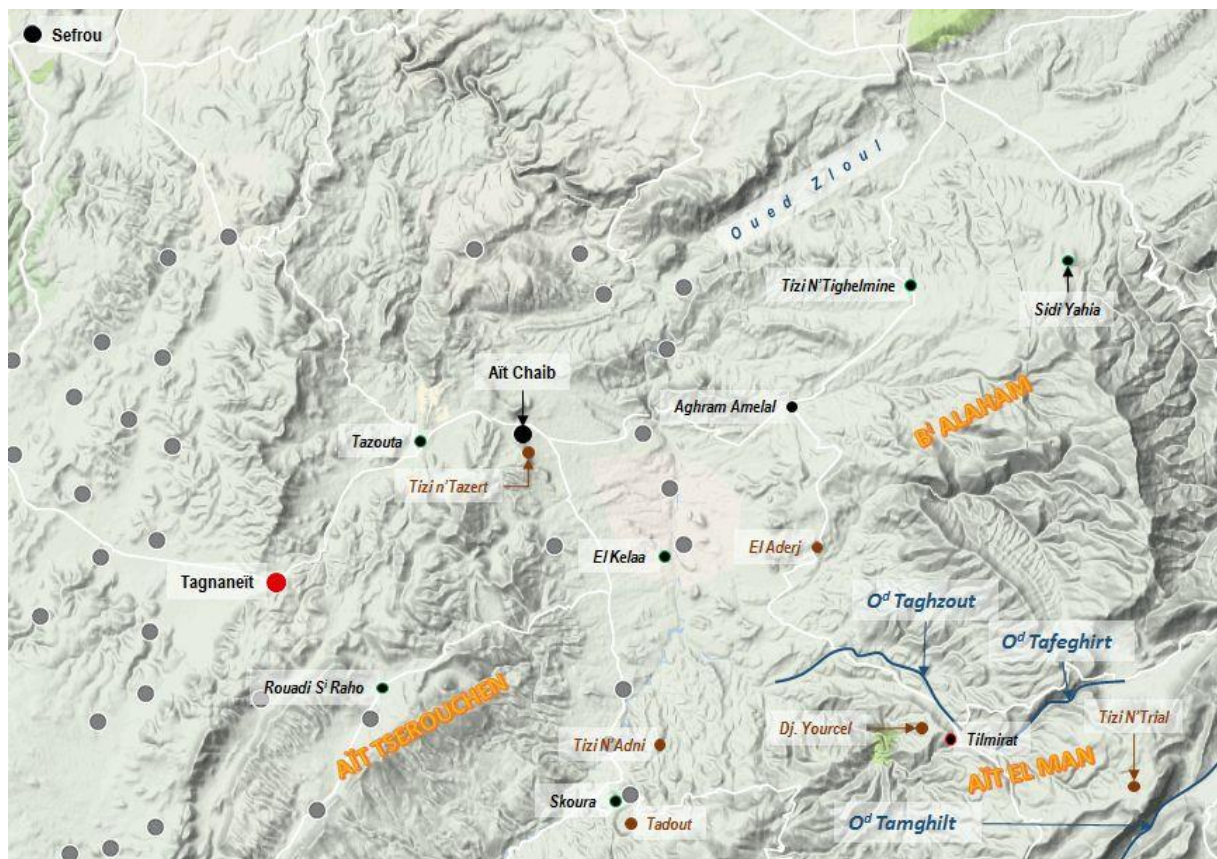 Sefrou
Oued Zloul
Tizi N'Tighelmine
Sidi Yahia
Aït Chaib
Aghram Amelal
Bⁱ ALAHAM
Tazouta
Tizi n'Tazert
El Kelaa
El Aderj
Tagnaneït
Oᵈ Taghzout
Oᵈ Tafeghirt
Rouadi Sⁱ Raho
AÏT TSEROUCHEN
Tizi N'Adni
Dj. Yourcel
Tilmirat
Tizi N'Trial
AÏT EL MAN
Skoura
Tadout
Oᵈ Tamghilt